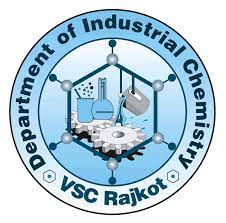 Department of Industrial Chemistry
VSC Rajkot